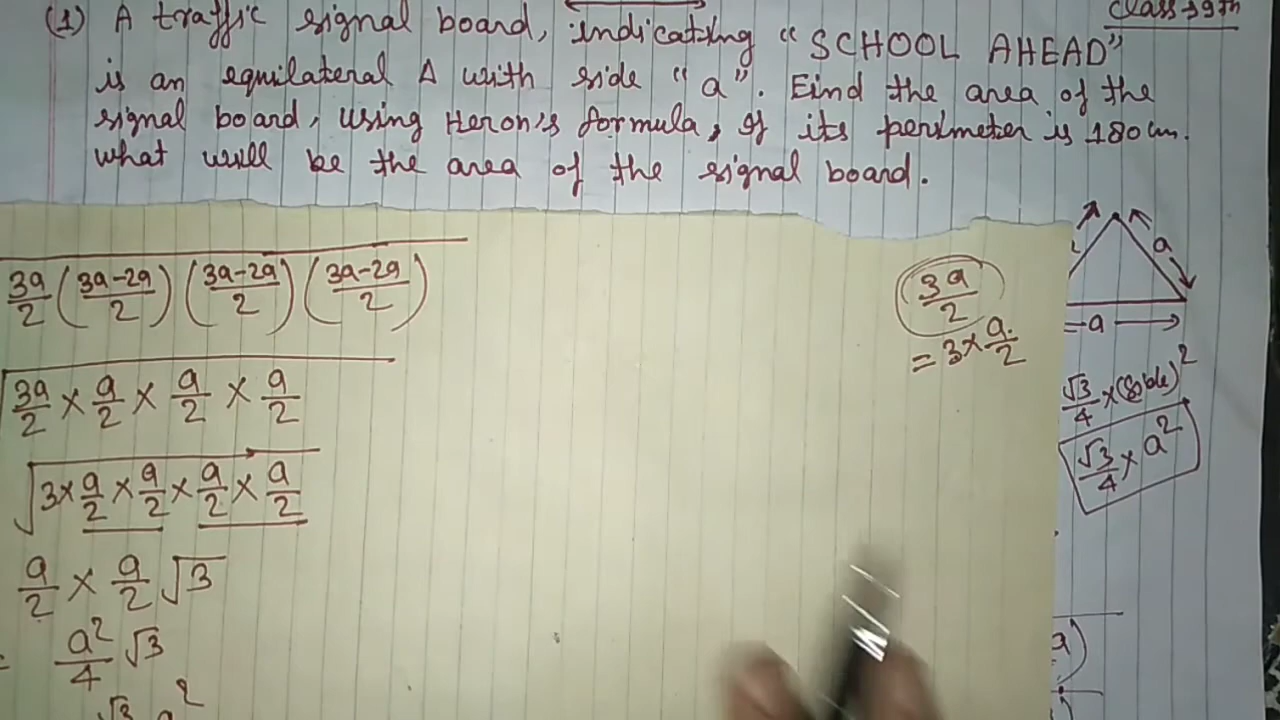 class→9th
(1) A traffic signal board, indicating "SCHOOL AHEAD"
is an equilateral Δ with side "a". Find the area of the
signal board, using Heron's formula, if its perimeter is 180 cm.
what will be the area of the signal board.
3a/2 (3a-2a/2) (3a-2a/2) (3a-2a/2)
√3a/2 × a/2 × a/2 × a/2
√3 × a/2 × a/2 × a/2 × a/2
a/2 × a/2 √3
= a²/4 √3
√3 a²
3a/2
= 3 × a/2
a
=a→
√3/4 × (Side)²
√3/4 × a²
a)